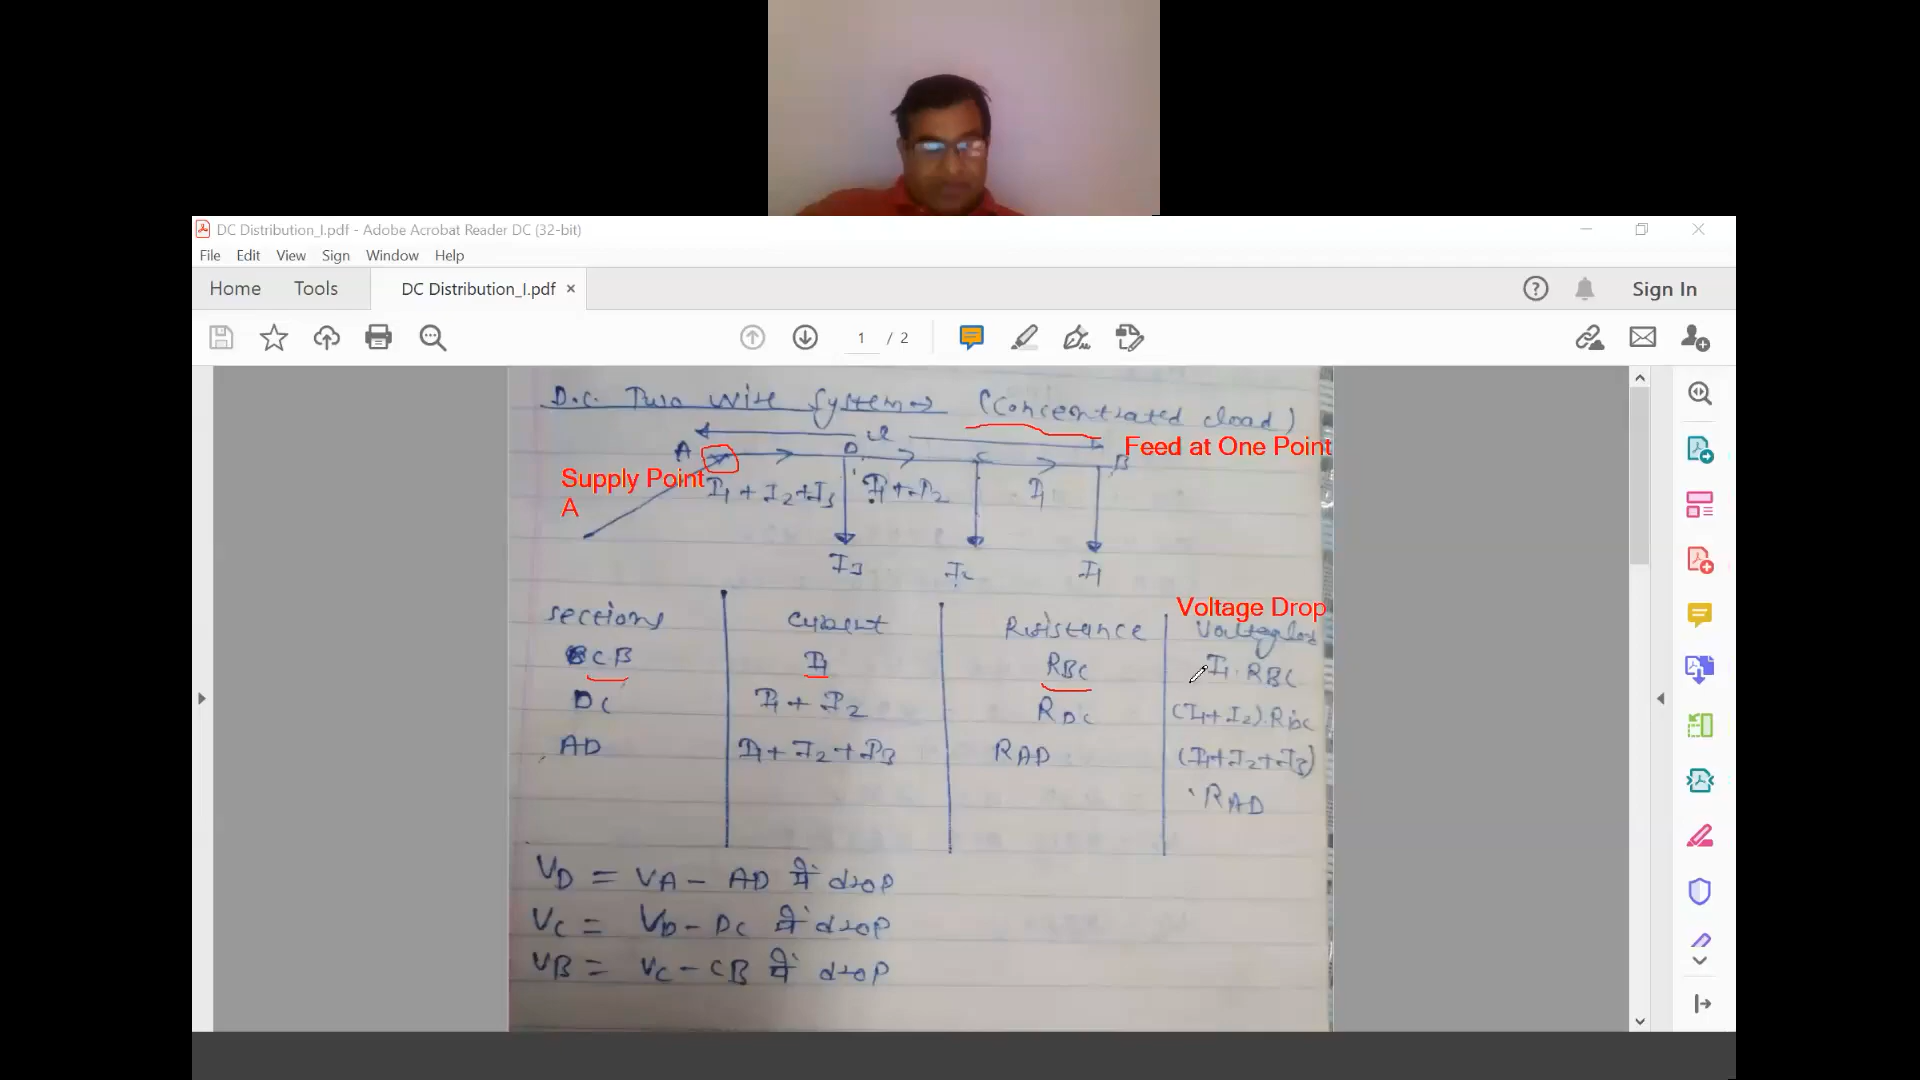 DC Distribution_I.pdf - Adobe Acrobat Reader DC (32-bit)
File Edit View Window Help
Home Tools DC Distribution_I.pdf × Sign In
1 / 2
D.C. Two Wire System → (Concentrated load)
A D C B Feed at One Point
Supply Point
A
I1 + I2 + I3 I1 + I2 I1
I3 I2 I1
Voltage Drop
Sections Current Resistance
CB I1 RBC I1. RBC
DC I1 + I2 RDC (I1+I2).RDC
AD I1 + I2 + I3 RAD (I1+I2+I3)
. RAD
VD = VA - AD में drop
VC = VD - DC में drop
VB = VC - CB में drop